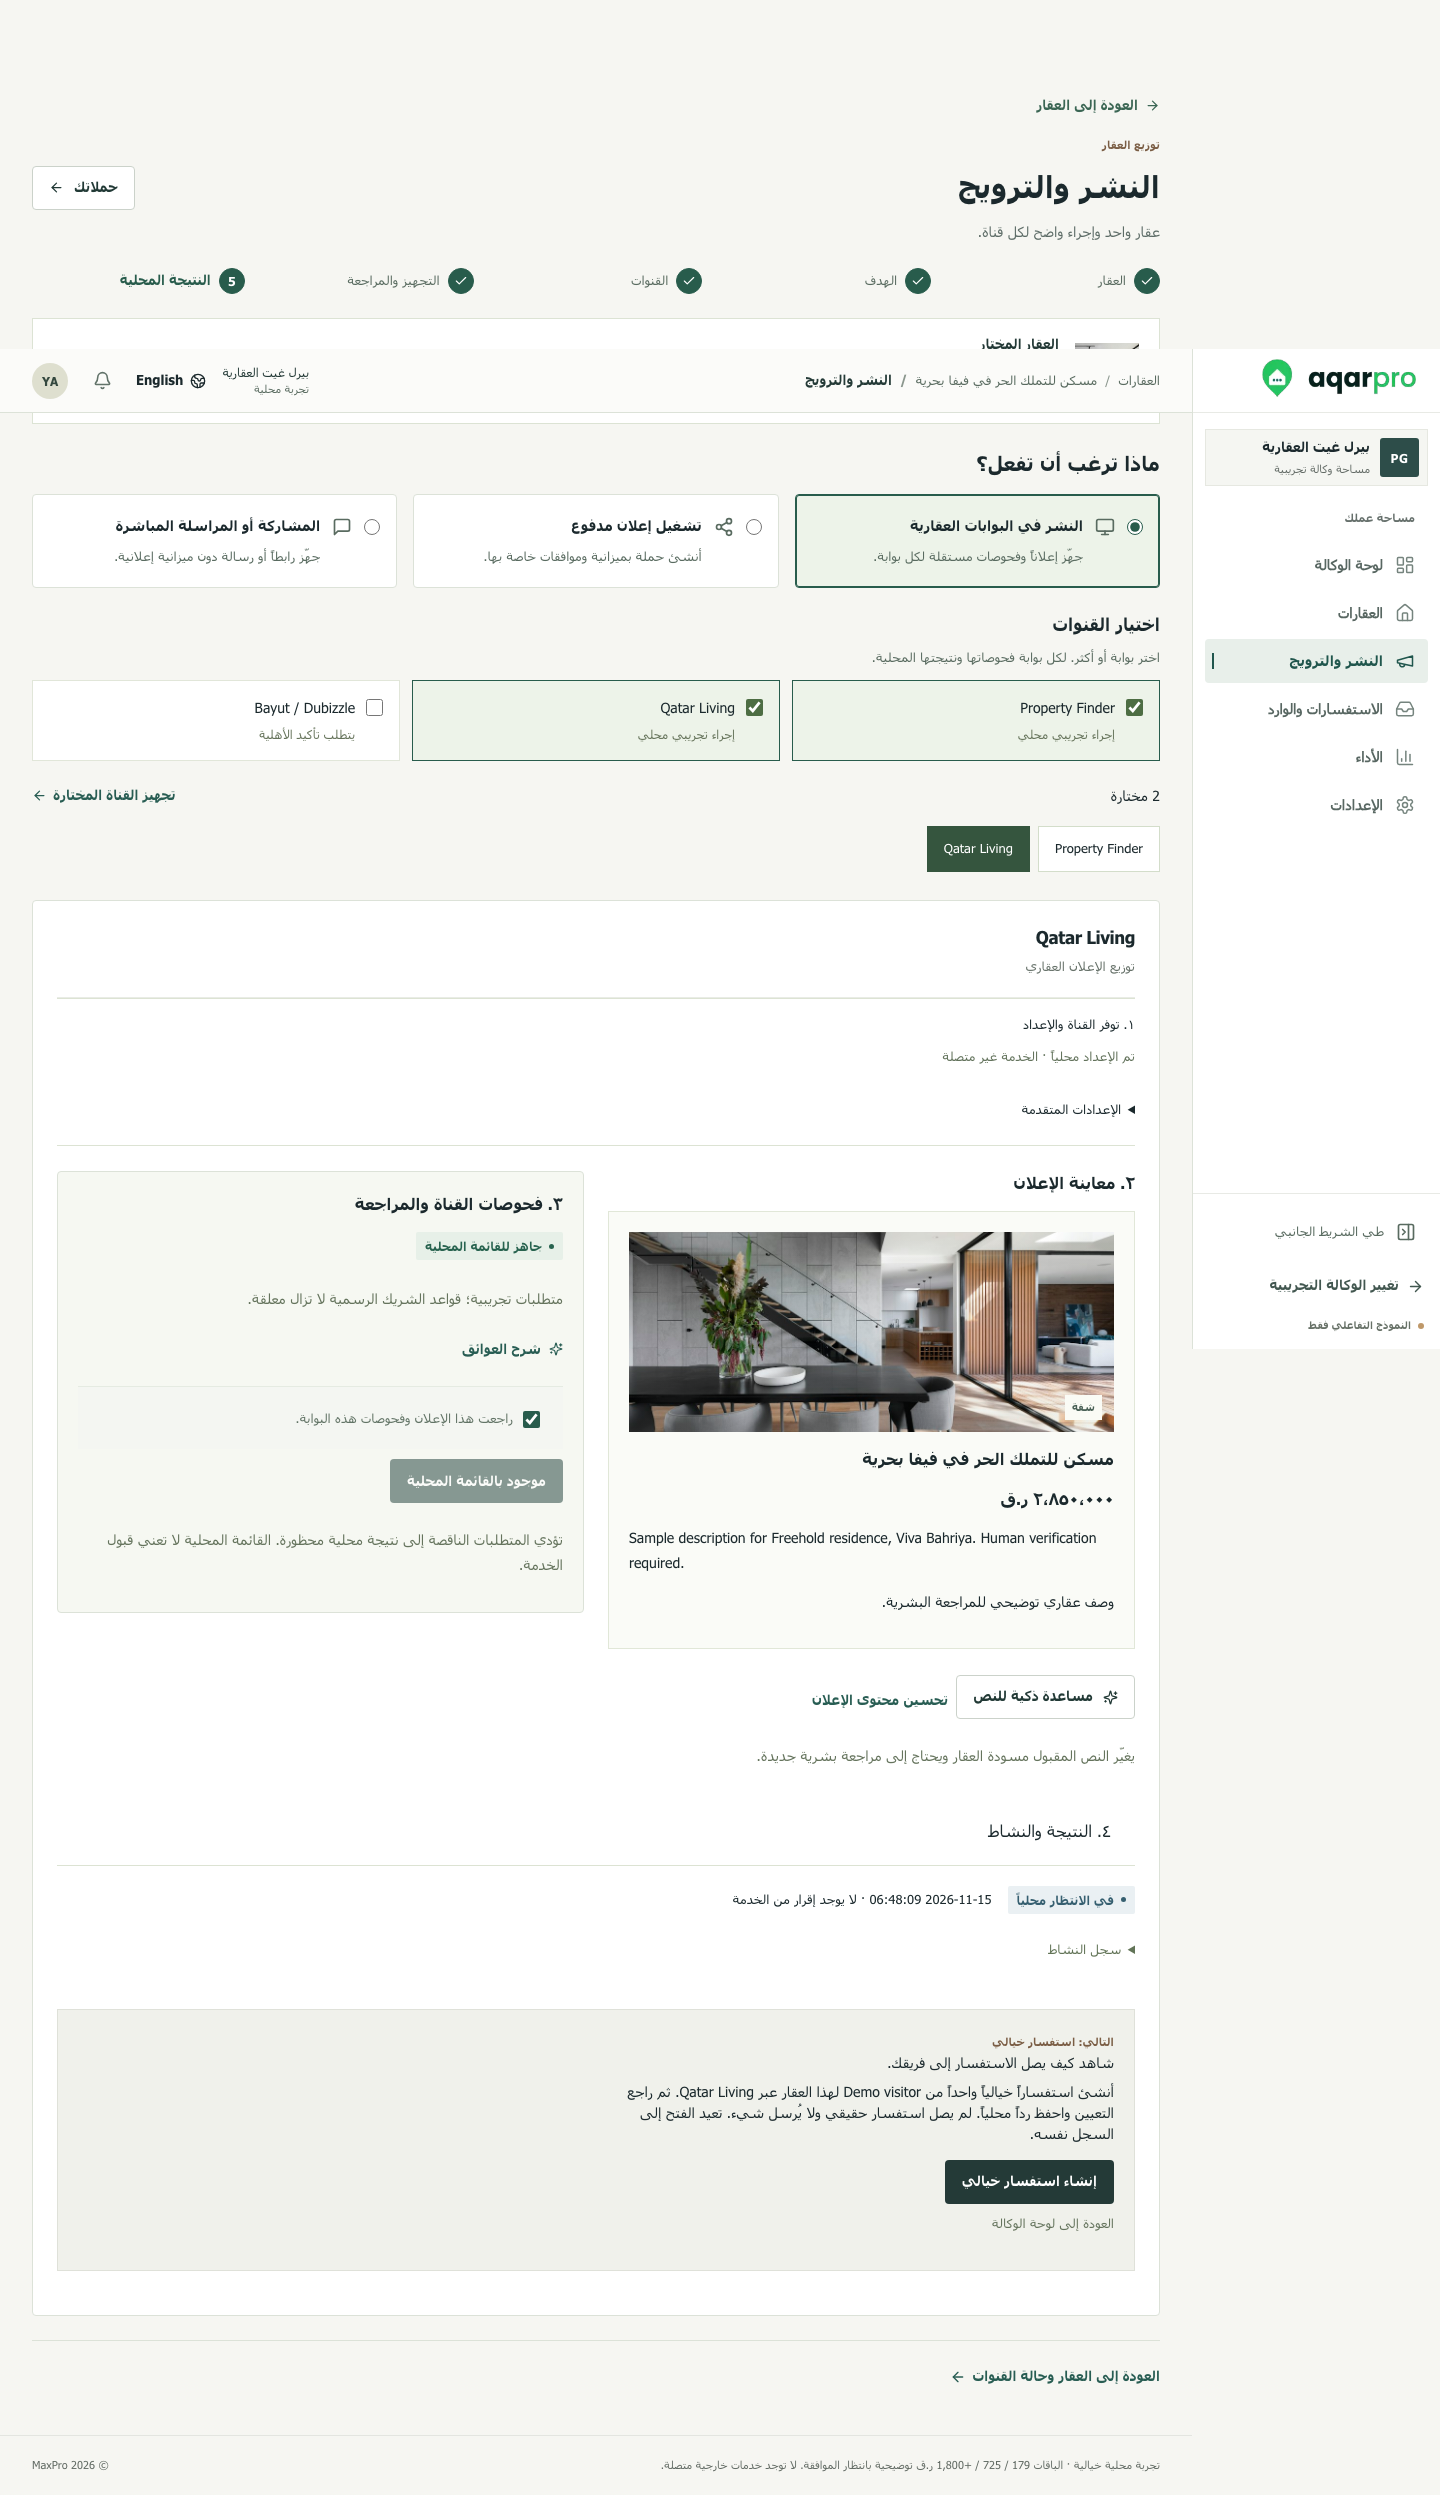 العودة إلى العقار
توزيع العقار
النشر والترويج
حملاتك
عقار واحد وإجراء واضح لكل قناة.
العقار
الهدف
القنوات
التجهيز والمراجعة
5 النتيجة المحلية
العقار المختار
aqarpro
العقارات / مسكن للتملك الحر في فيفا بحرية / النشر والترويج
بيرل غيت العقارية
تجربة محلية
English
YA
PG
بيرل غيت العقارية
مساحة وكالة تجريبية
مساحة عملك
لوحة الوكالة
العقارات
النشر والترويج
الاستفسارات والوارد
الأداء
الإعدادات
طي الشريط الجانبي
تغيير الوكالة التجريبية
النموذج التفاعلي فقط
ماذا ترغب أن تفعل؟
النشر في البوابات العقارية
جهّز إعلاناً وفحوصات مستقلة لكل بوابة.
تشغيل إعلان مدفوع
أنشئ حملة بميزانية وموافقات خاصة بها.
المشاركة أو المراسلة المباشرة
جهّز رابطاً أو رسالة دون ميزانية إعلانية.
اختيار القنوات
اختر بوابة أو أكثر. لكل بوابة فحوصاتها ونتيجتها المحلية.
Property Finder
إجراء تجريبي محلي
Qatar Living
إجراء تجريبي محلي
Bayut / Dubizzle
يتطلب تأكيد الأهلية
2 مختارة
تجهيز القناة المختارة
Property Finder
Qatar Living
Qatar Living
توزيع الإعلان العقاري
١. توفر القناة والإعداد
تم الإعداد محلياً · الخدمة غير متصلة
الإعدادات المتقدمة
٢. معاينة الإعلان
شقة
مسكن للتملك الحر في فيفا بحرية
٢٬٨٥٠٬٠٠٠ ر.ق
Sample description for Freehold residence, Viva Bahriya. Human verification
required.
وصف عقاري توضيحي للمراجعة البشرية.
٣. فحوصات القناة والمراجعة
جاهز للقائمة المحلية
متطلبات تجريبية؛ قواعد الشريك الرسمية لا تزال معلقة.
شرح العوائق
راجعت هذا الإعلان وفحوصات هذه البوابة.
موجود بالقائمة المحلية
تؤدي المتطلبات الناقصة إلى نتيجة محلية محظورة. القائمة المحلية لا تعني قبول
الخدمة.
مساعدة ذكية للنص
تحسين محتوى الإعلان
يغيّر النص المقبول مسودة العقار ويحتاج إلى مراجعة بشرية جديدة.
٤. النتيجة والنشاط
في الانتظار محلياً
2026-11-15 06:48:09 · لا يوجد إقرار من الخدمة
سجل النشاط
التالي: استفسار خيالي
شاهد كيف يصل الاستفسار إلى فريقك.
أنشئ استفساراً خيالياً واحداً من Demo visitor لهذا العقار عبر Qatar Living. ثم راجع
التعيين واحفظ رداً محلياً. لم يصل استفسار حقيقي ولا يُرسل شيء. تعيد الفتح إلى
السجل نفسه.
إنشاء استفسار خيالي
العودة إلى لوحة الوكالة
العودة إلى العقار وحالة القنوات
تجربة محلية خيالية · الباقات 179 / 725 / +1,800 ر.ق توضيحية بانتظار الموافقة. لا توجد خدمات خارجية متصلة.
© 2026 MaxPro